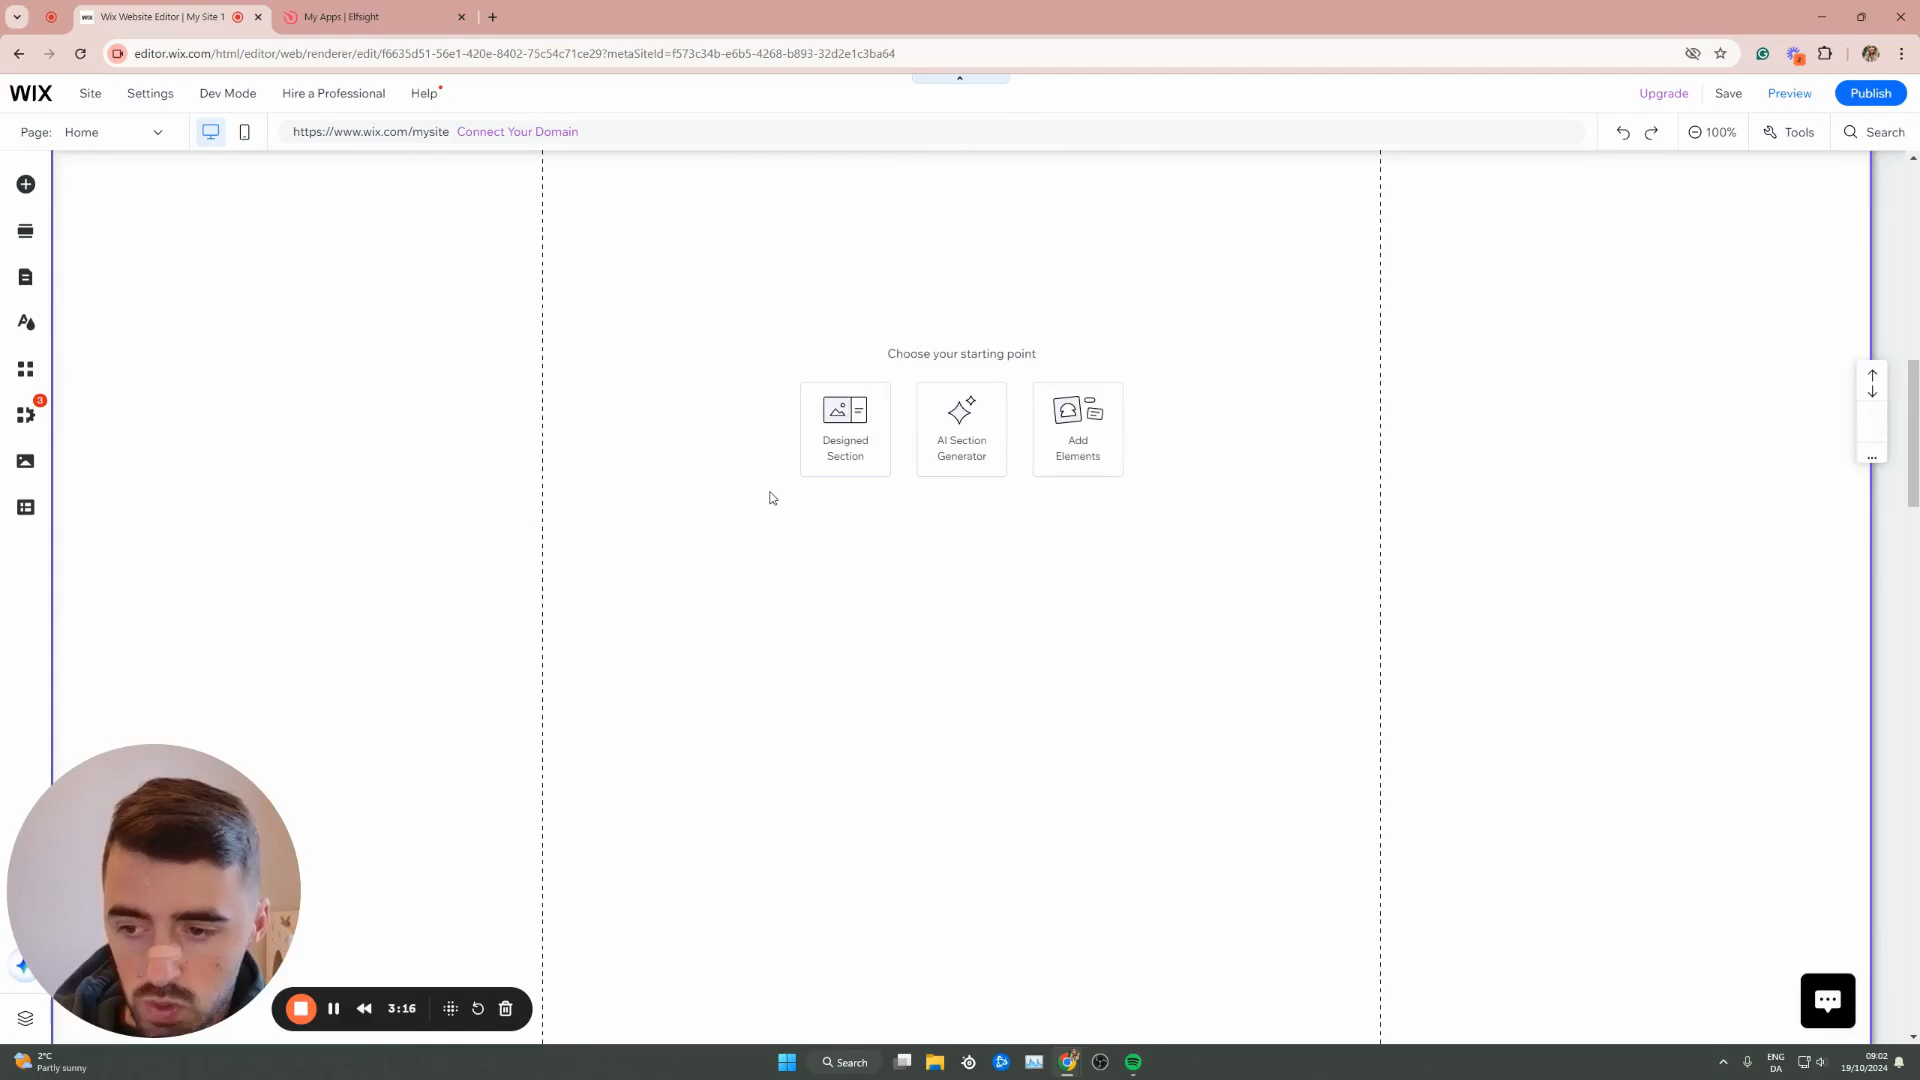 Wix Website Editor | My Site 1
My Apps | Elfsight
editor.wix.com/html/editor/web/renderer/edit/f6635d51-56e1-420e-8402-75c54c71ce29?metaSiteId=f573c34b-e6b5-4268-b893-32d2e1c3ba64
2
WIX
Site
Settings
Dev Mode
Hire a Professional
Help
Upgrade
Save
Preview
Publish
Page:
Home
https://www.wix.com/mysite
Connect Your Domain
100%
Tools
Search
3
Choose your starting point
Designed
Section
AI Section
Generator
Add
Elements
3:16
2°C
Partly sunny
Search
ENG
DA
09:02
19/10/2024